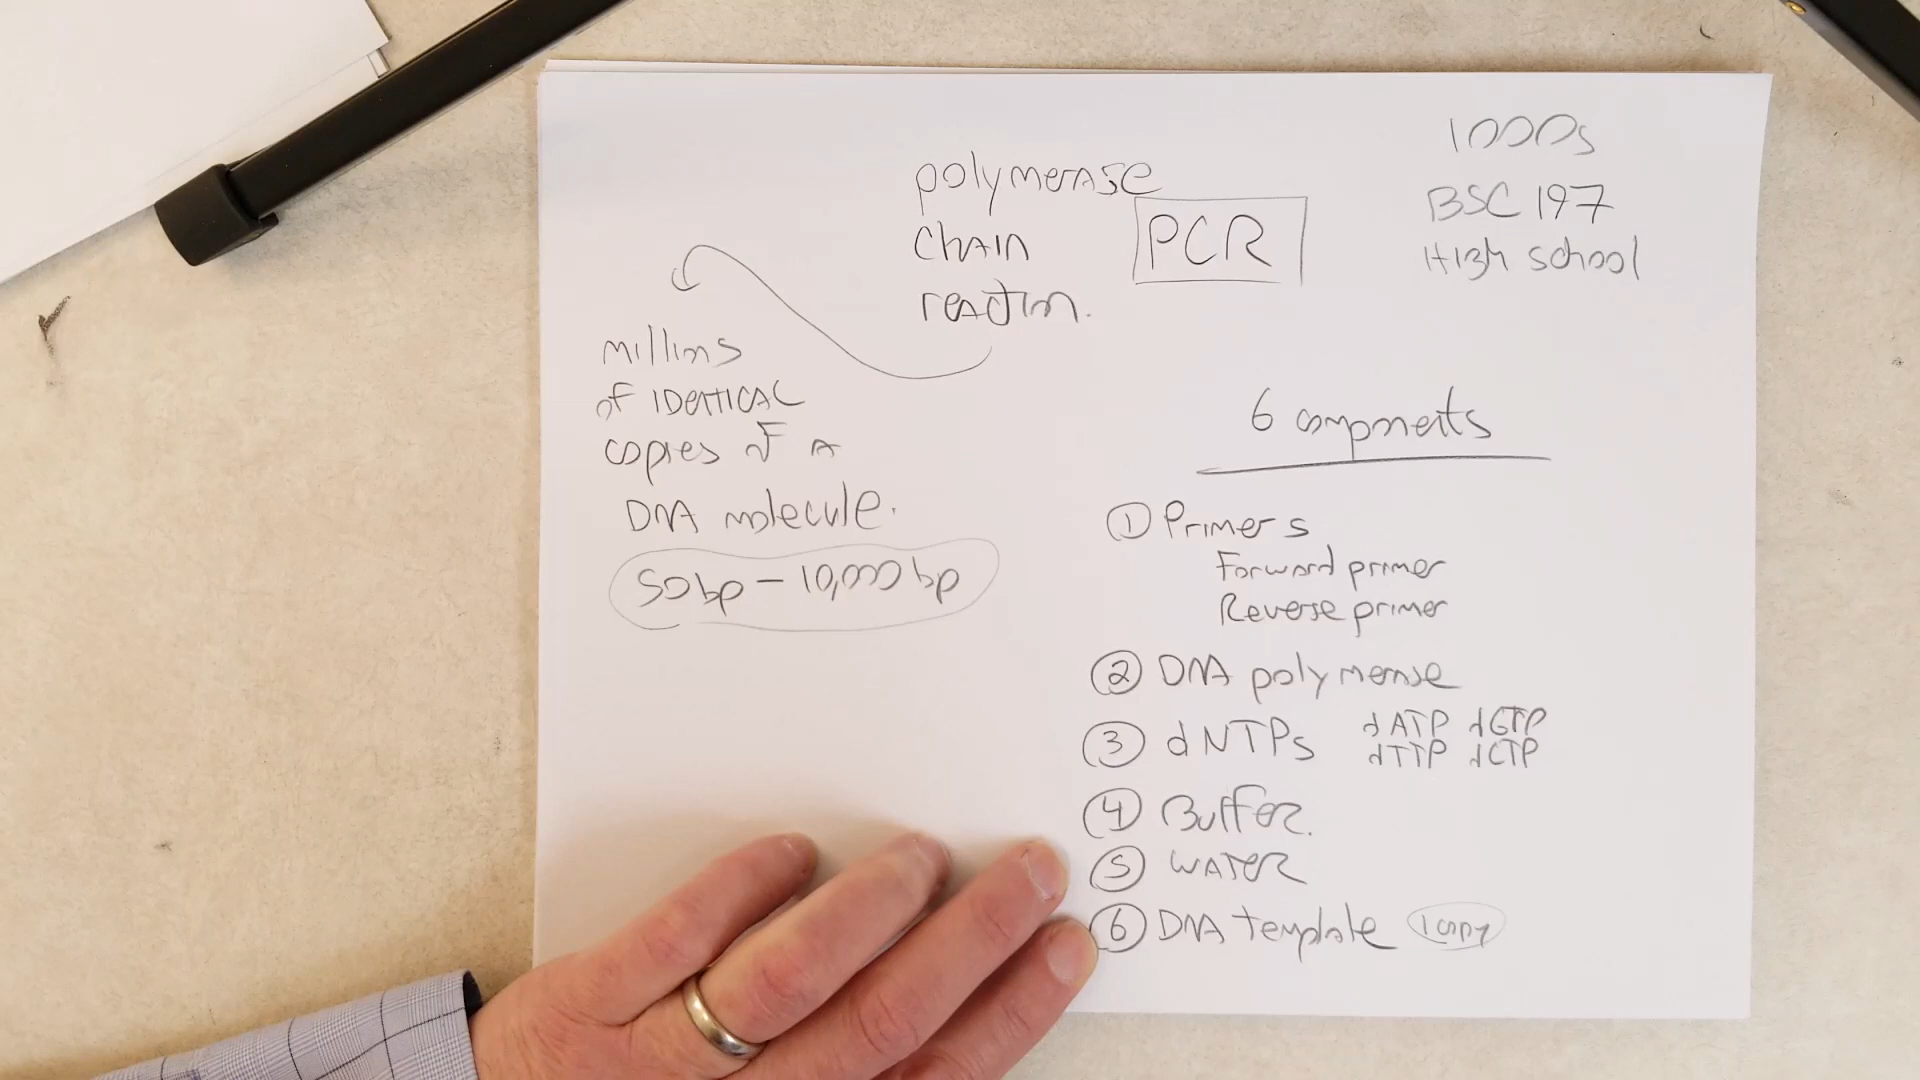 polymerase
chain
reaction.
PCR
1000s
BSC 197
High school
millions
of IDENTICAL
copies of A
DNA molecule.
50bp – 10,000 bp
6 components
① Primers
Forward primer
Reverse primer
② DNA polymerase
③ dNTPs dATP dGTP
dTTP dCTP
④ Buffer.
⑤ WATER
⑥ DNA template 1 copy